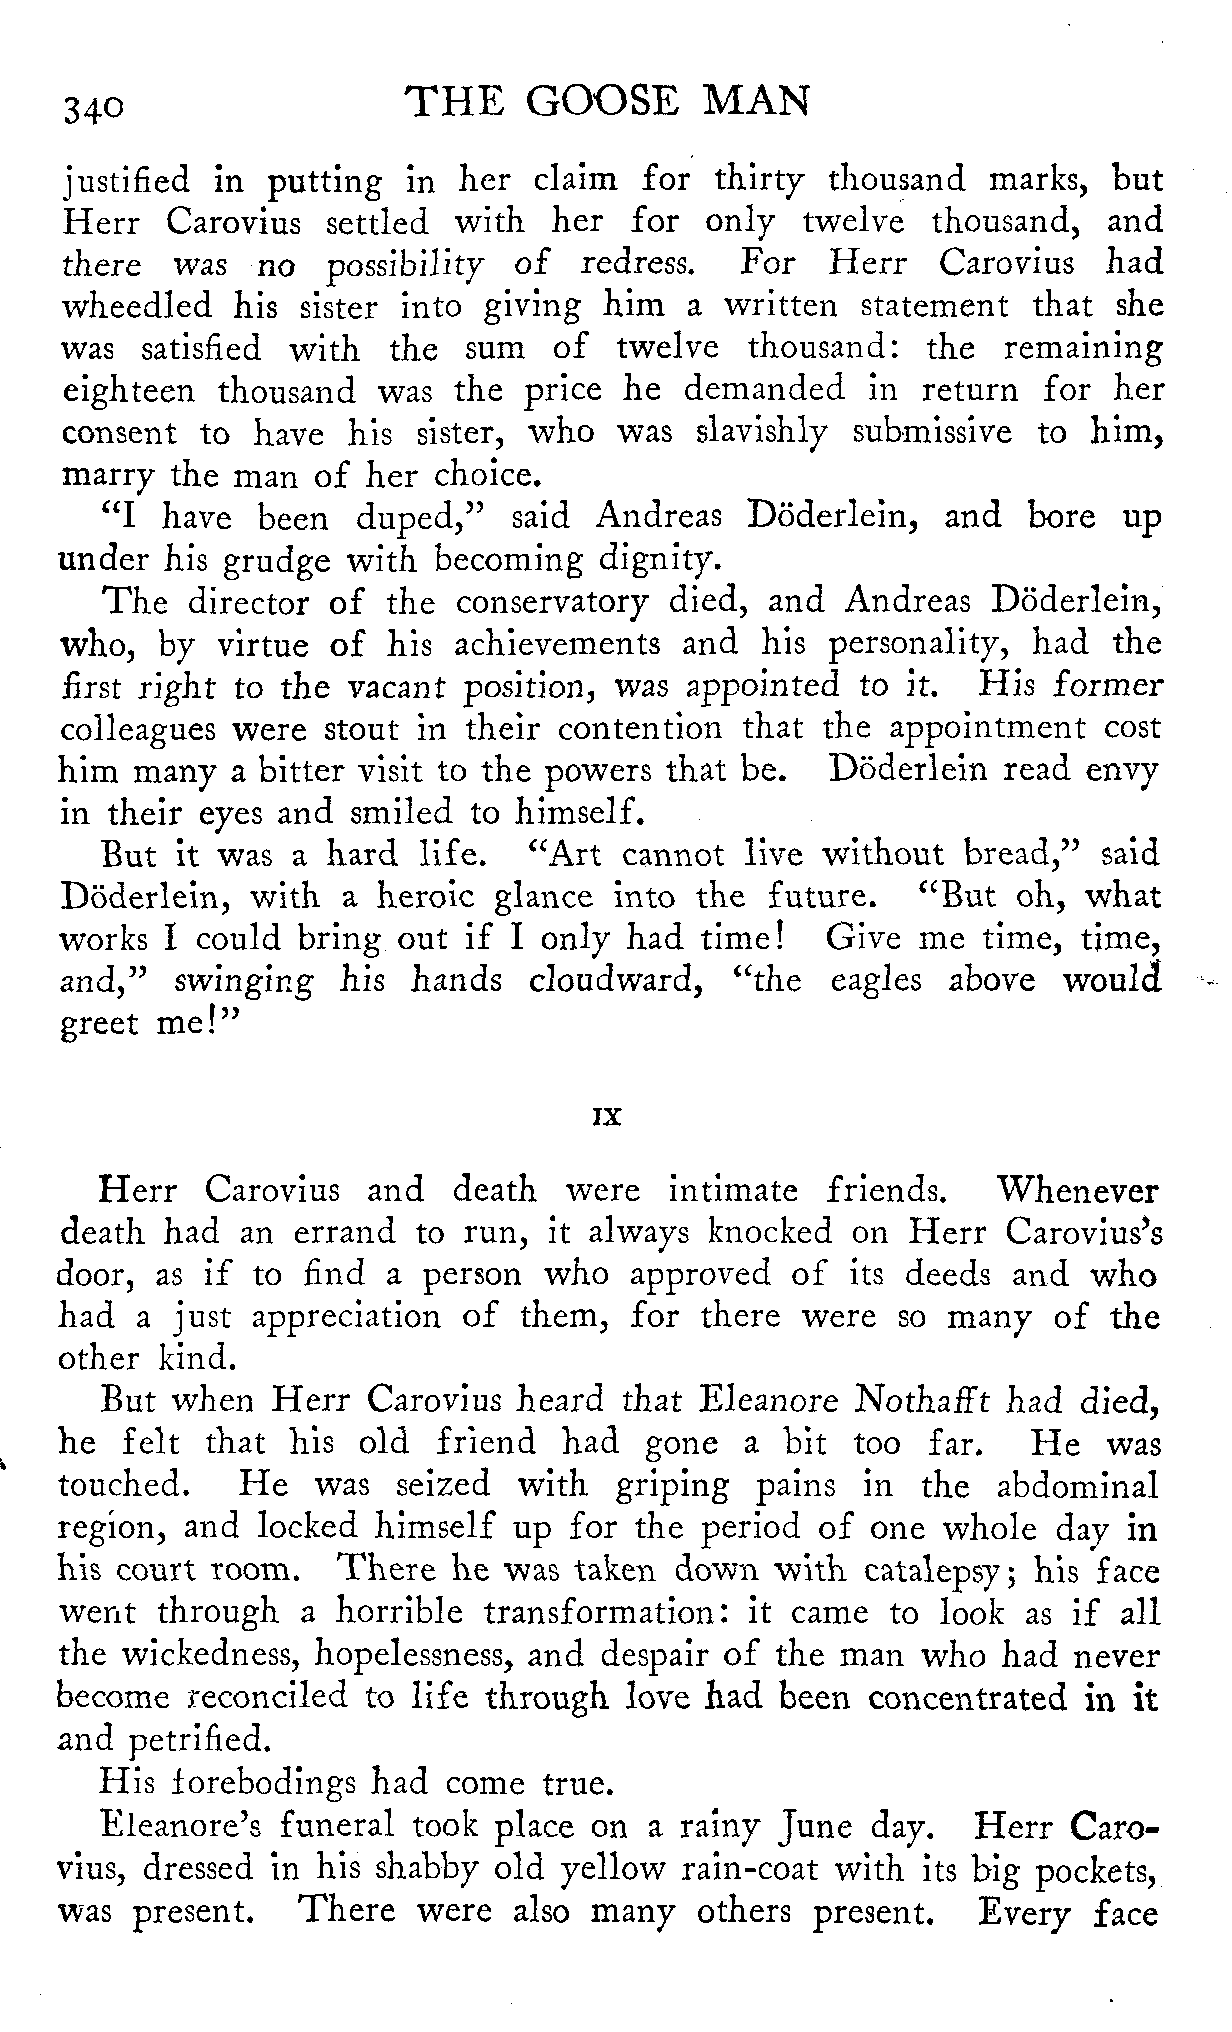 340 THE GOOSE MAN
justified in putting in her claim for thirty thousand marks, but
Herr Carovius settled with her for only twelve thousand, and
there was no possibility of redress. For Herr Carovius had
wheedled his sister into giving him a written statement that she
was satisfied with the sum of twelve thousand: the remaining
eighteen thousand was the price he demanded in return for her
consent to have his sister, who was slavishly submissive to him,
marry the man of her choice.
“I have been duped,” said Andreas Döderlein, and bore up
under his grudge with becoming dignity.
The director of the conservatory died, and Andreas Döderlein,
who, by virtue of his achievements and his personality, had the
first right to the vacant position, was appointed to it. His former
colleagues were stout in their contention that the appointment cost
him many a bitter visit to the powers that be. Döderlein read envy
in their eyes and smiled to himself.
But it was a hard life. “Art cannot live without bread,” said
Döderlein, with a heroic glance into the future. “But oh, what
works I could bring out if I only had time! Give me time, time,
and,” swinging his hands cloudward, “the eagles above would
greet me!”
IX
Herr Carovius and death were intimate friends. Whenever
death had an errand to run, it always knocked on Herr Carovius’s
door, as if to find a person who approved of its deeds and who
had a just appreciation of them, for there were so many of the
other kind.
But when Herr Carovius heard that Eleanore Nothafft had died,
he felt that his old friend had gone a bit too far. He was
touched. He was seized with griping pains in the abdominal
region, and locked himself up for the period of one whole day in
his court room. There he was taken down with catalepsy; his face
went through a horrible transformation: it came to look as if all
the wickedness, hopelessness, and despair of the man who had never
become reconciled to life through love had been concentrated in it
and petrified.
His forebodings had come true.
Eleanore’s funeral took place on a rainy June day. Herr Caro-
vius, dressed in his shabby old yellow rain-coat with its big pockets,
was present. There were also many others present. Every face